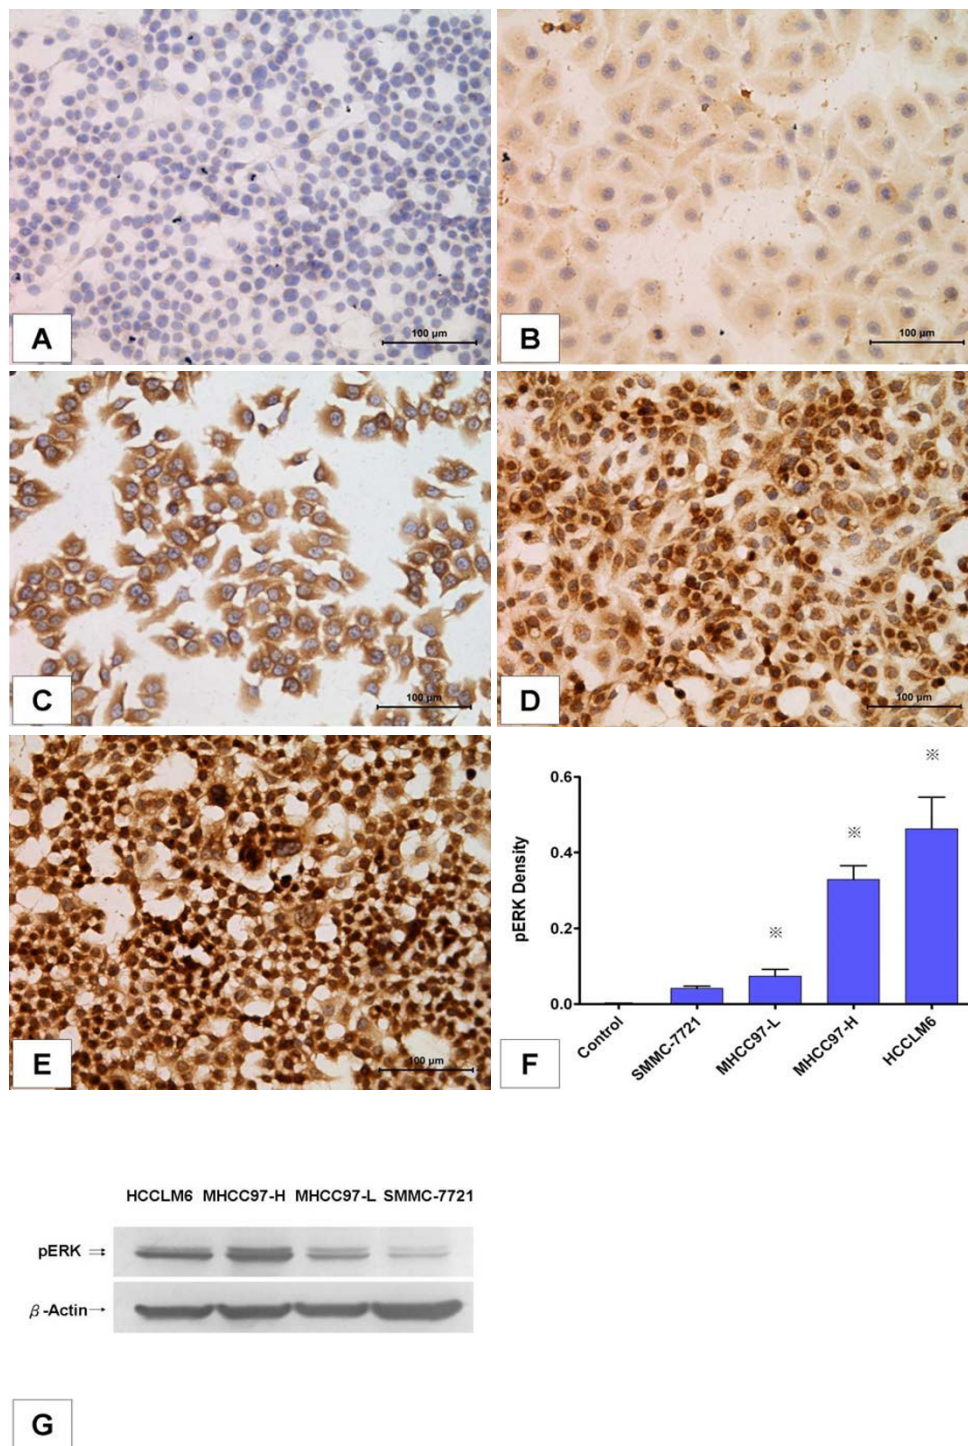 100 µm
A
100 µm
B
100 µm
C
100 µm
D
100 µm
E
※
※
※
0.6
0.4
0.2
0.0
pERK Density
Control
SMMC-7721
MHCC97-L
MHCC97-H
HCCLM6
F
HCCLM6 MHCC97-H MHCC97-L SMMC-7721
pERK
β-Actin→
G